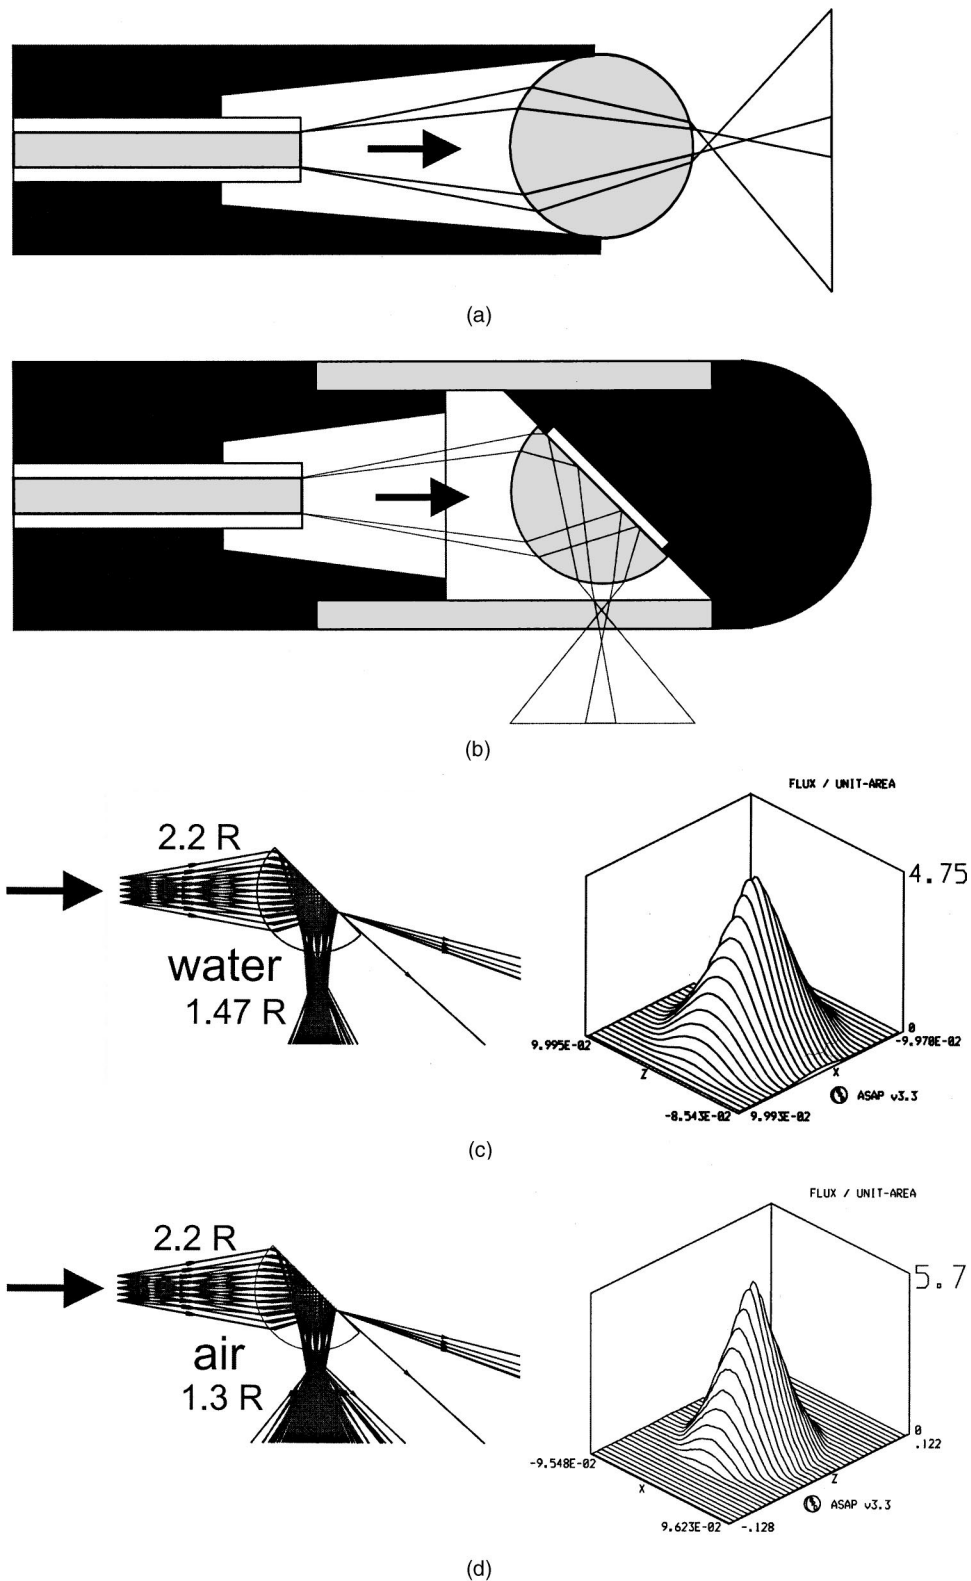 (a)
(b)
FLUX / UNIT-AREA
2.2 R
4.75
water
1.47 R
9.995E-02
0
-9.970E-02
Z
X
ASAP v3.3
-8.543E-02
9.993E-02
(c)
FLUX / UNIT-AREA
2.2 R
5.7
air
1.3 R
0
.122
-9.548E-02
X
Z
ASAP v3.3
9.623E-02
-.128
(d)